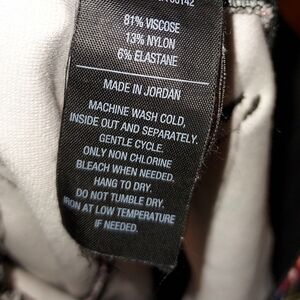 81% VISCOSE
13% NYLON
6% ELASTANE
MADE IN JORDAN
MACHINE WASH COLD,
INSIDE OUT AND SEPARATELY.
GENTLE CYCLE.
ONLY NON CHLORINE
BLEACH WHEN NEEDED.
HANG TO DRY.
DO NOT TUMBLE DRY.
IRON AT LOW TEMPERATURE
IF NEEDED.